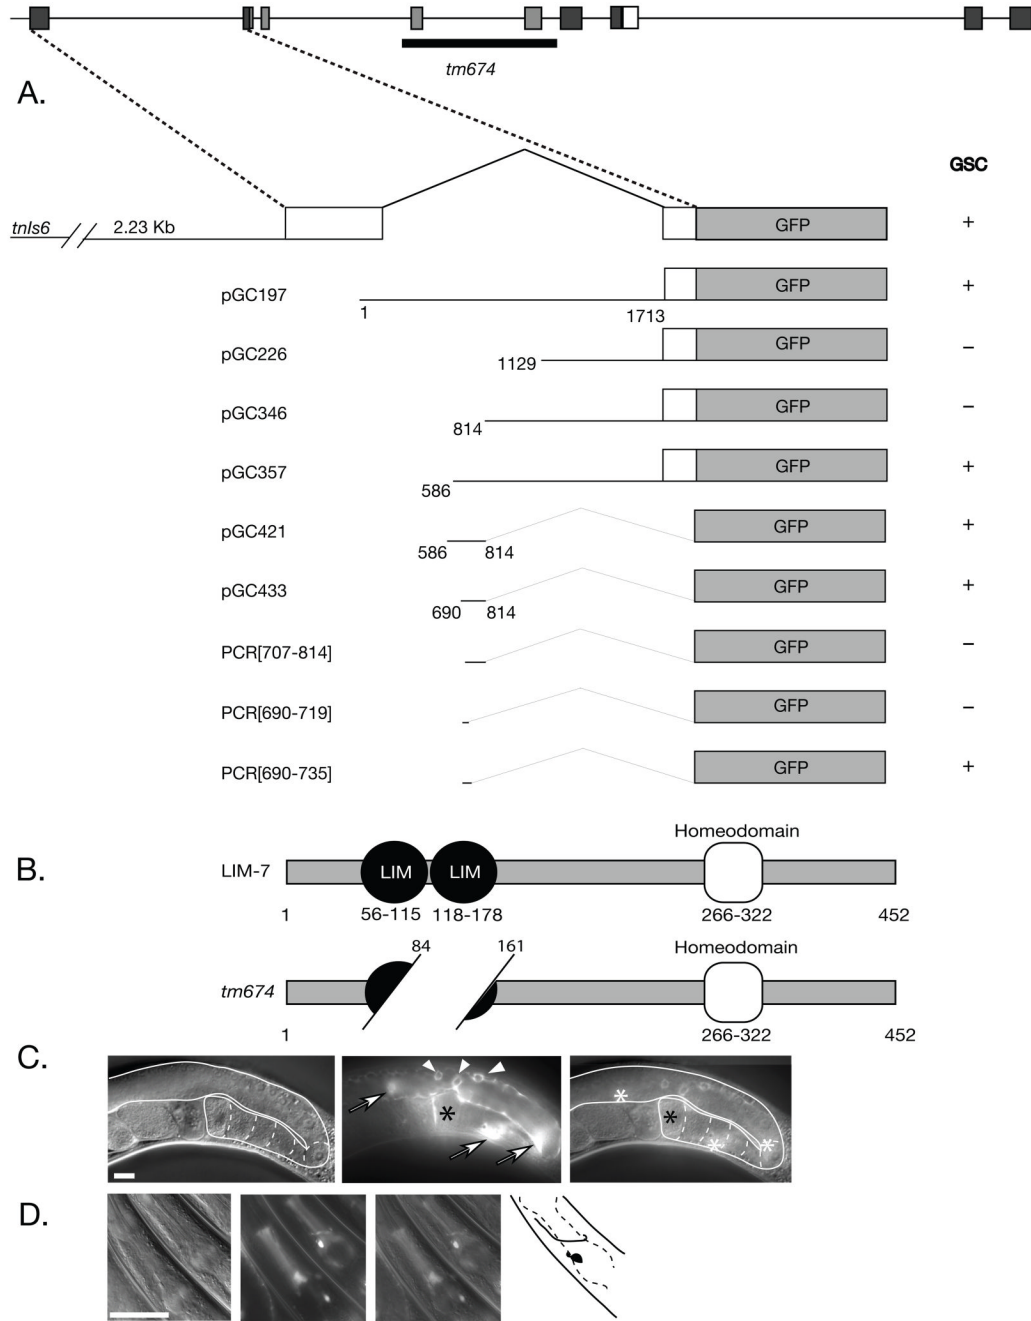 tm674
A.
GSC
tnIs6
2.23 Kb
GFP
+
pGC197
1
1713
GFP
+
pGC226
1129
GFP
–
pGC346
814
GFP
–
pGC357
586
GFP
+
pGC421
586
814
GFP
+
pGC433
690
814
GFP
+
PCR[707-814]
GFP
–
PCR[690-719]
GFP
–
PCR[690-735]
GFP
+
B.
Homeodomain
LIM-7
LIM
LIM
1
56-115
118-178
266-322
452
84
161
Homeodomain
tm674
1
266-322
452
C.
*
*
*
*
*
D.